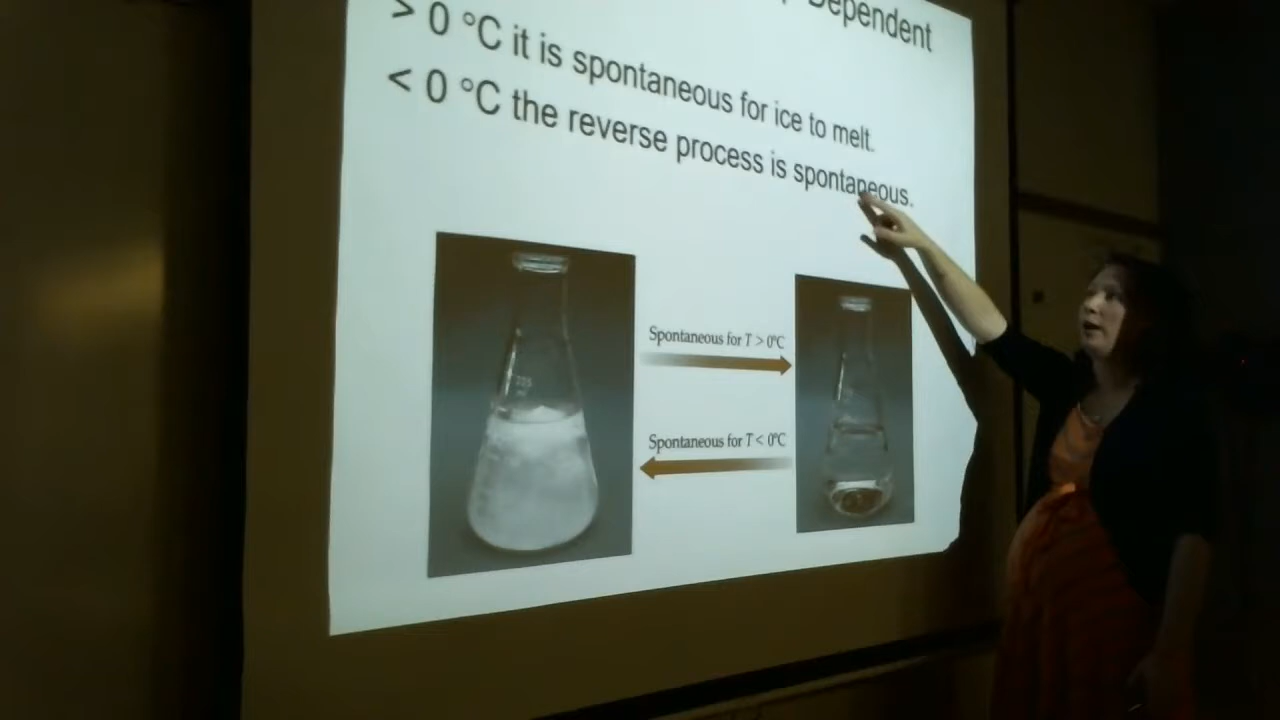 Dependent
> 0 °C it is spontaneous for ice to melt.
< 0 °C the reverse process is spontaneous.
Spontaneous for T > 0°C
Spontaneous for T < 0°C